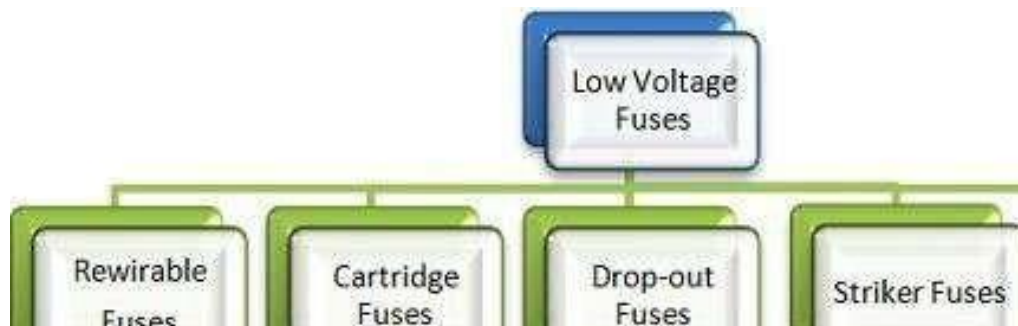 Low Voltage
Fuses
Rewirable
Fuses
Cartridge
Fuses
Drop-out
Fuses
Striker Fuses